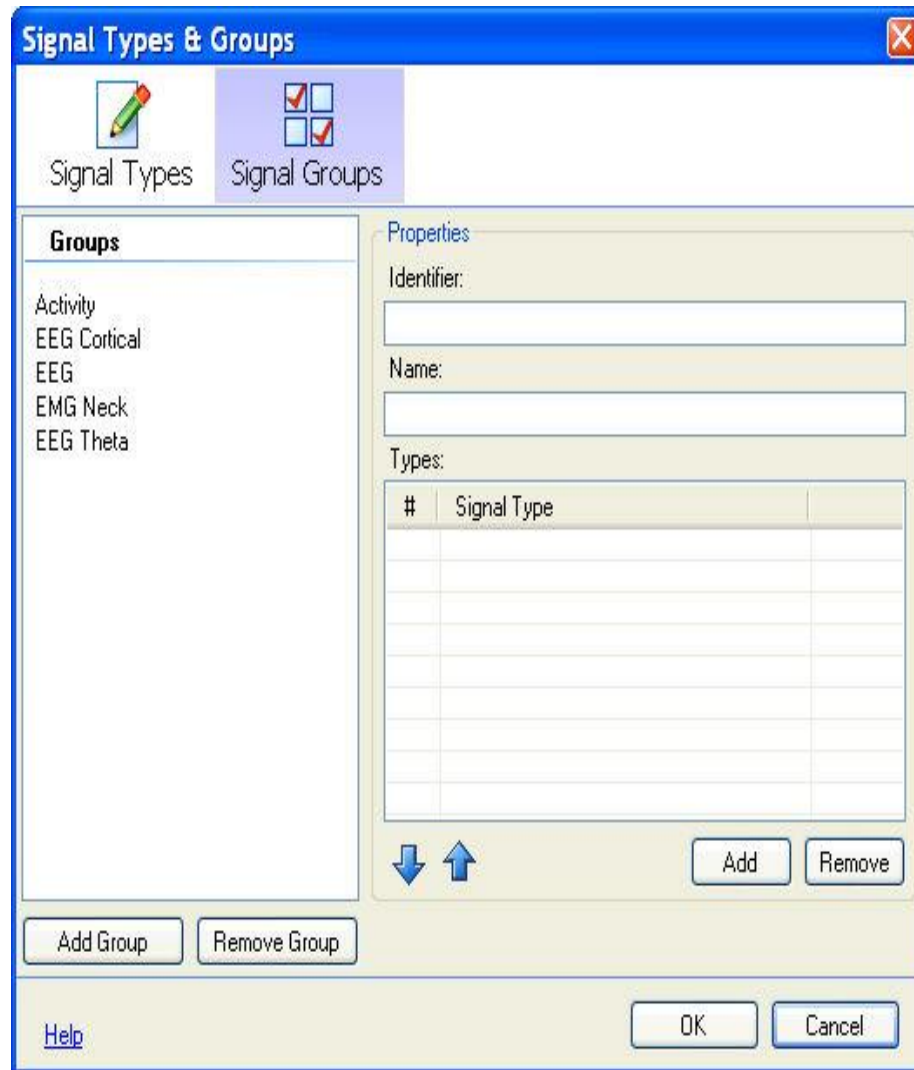 Signal Types & Groups
Signal Types
Signal Groups
Groups
Activity
EEG Cortical
EEG
EMG Neck
EEG Theta
Properties
Identifier:
Name:
Types:
# Signal Type
Add
Remove
Add Group
Remove Group
Help
OK
Cancel